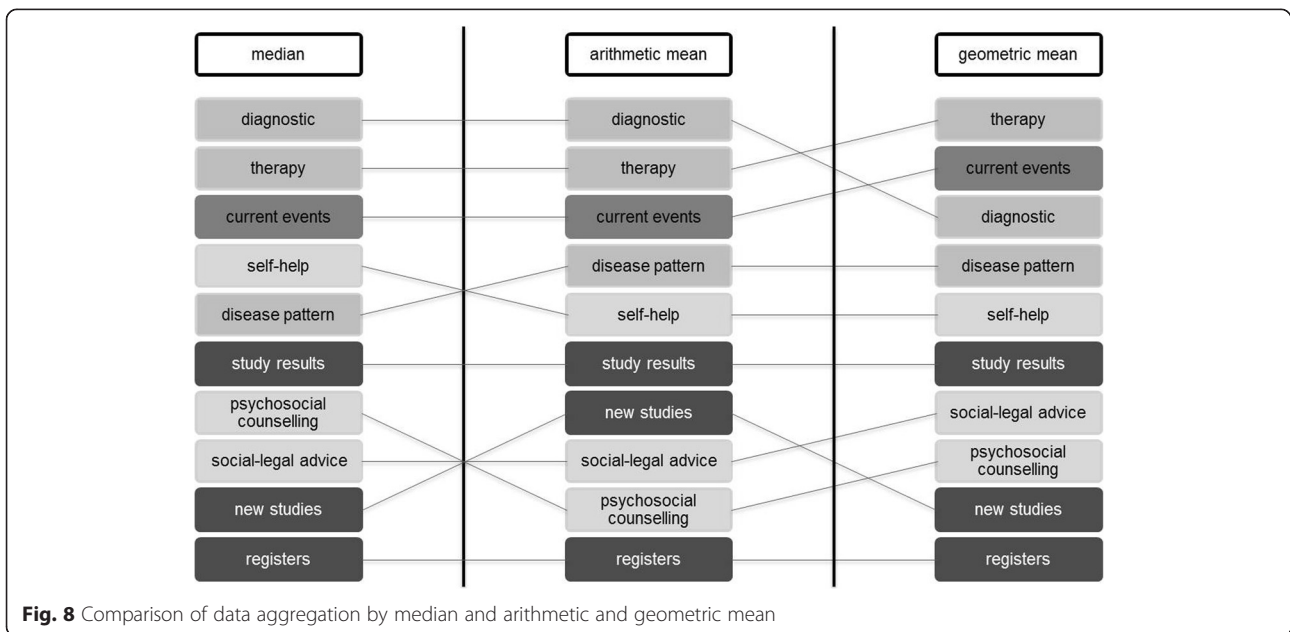 median
arithmetic mean
geometric mean
diagnostic
diagnostic
therapy
therapy
therapy
current events
current events
current events
diagnostic
self-help
disease pattern
disease pattern
disease pattern
self-help
self-help
study results
study results
study results
psychosocial
counselling
new studies
social-legal advice
social-legal advice
social-legal advice
psychosocial
counselling
new studies
psychosocial
counselling
new studies
registers
registers
registers
Fig. 8 Comparison of data aggregation by median and arithmetic and geometric mean